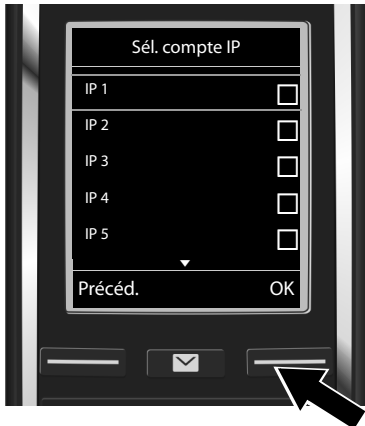 Sél. compte IP
IP 1
IP 2
IP 3
IP 4
IP 5
Précéd. OK